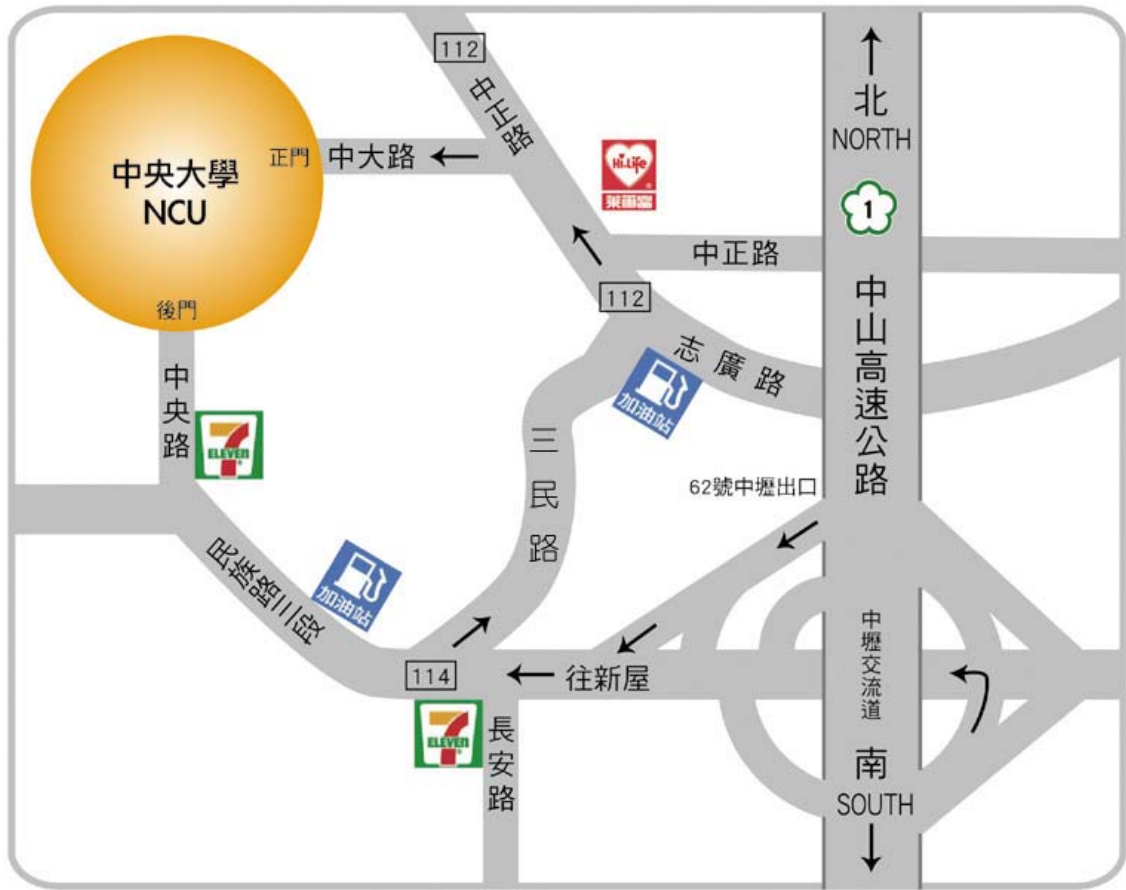 112
中正路
北
NORTH
Hi-Life
萊爾富
正門
中大路
中央大學
NCU
1
中正路
後門
112
中山高速公路
志廣路
加油站
中央路
7
ELEVEN
三民路
62號中壢出口
民族路三段
加油站
中壢交流道
114
往新屋
7
ELEVEN
長安路
南
SOUTH